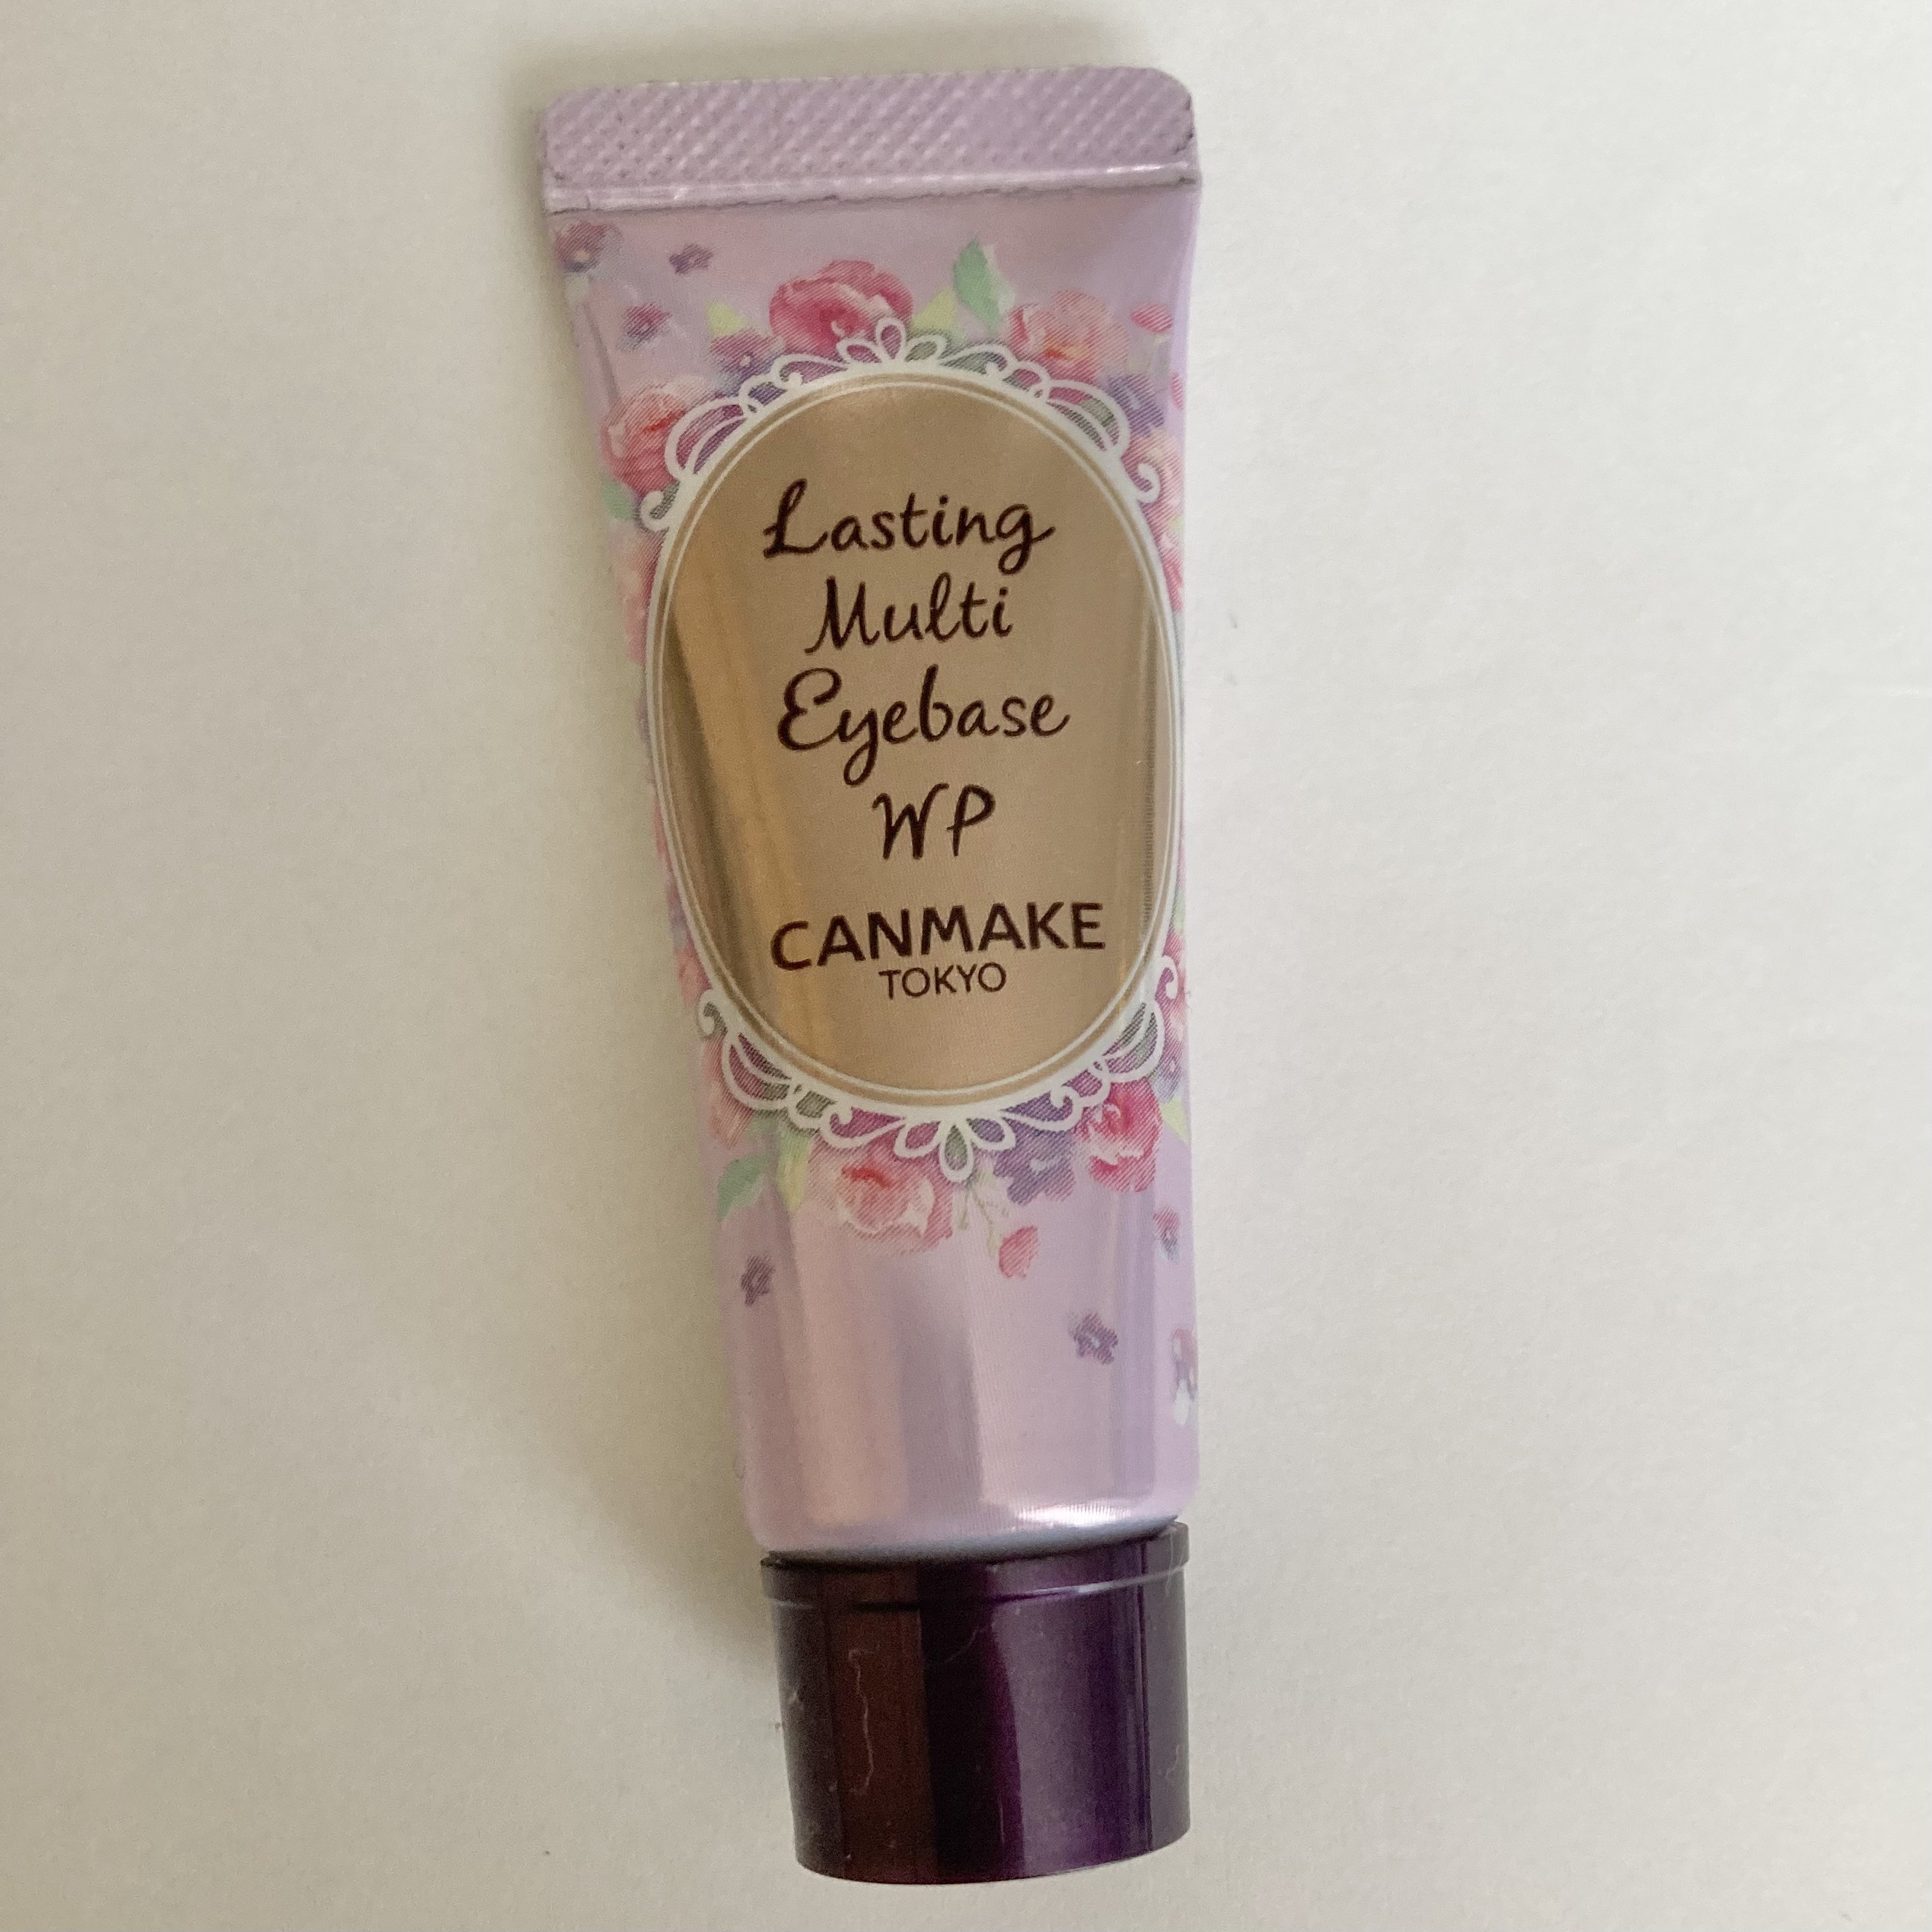 Lasting
Multi
Eyebase
WP
CANMAKE
TOKYO